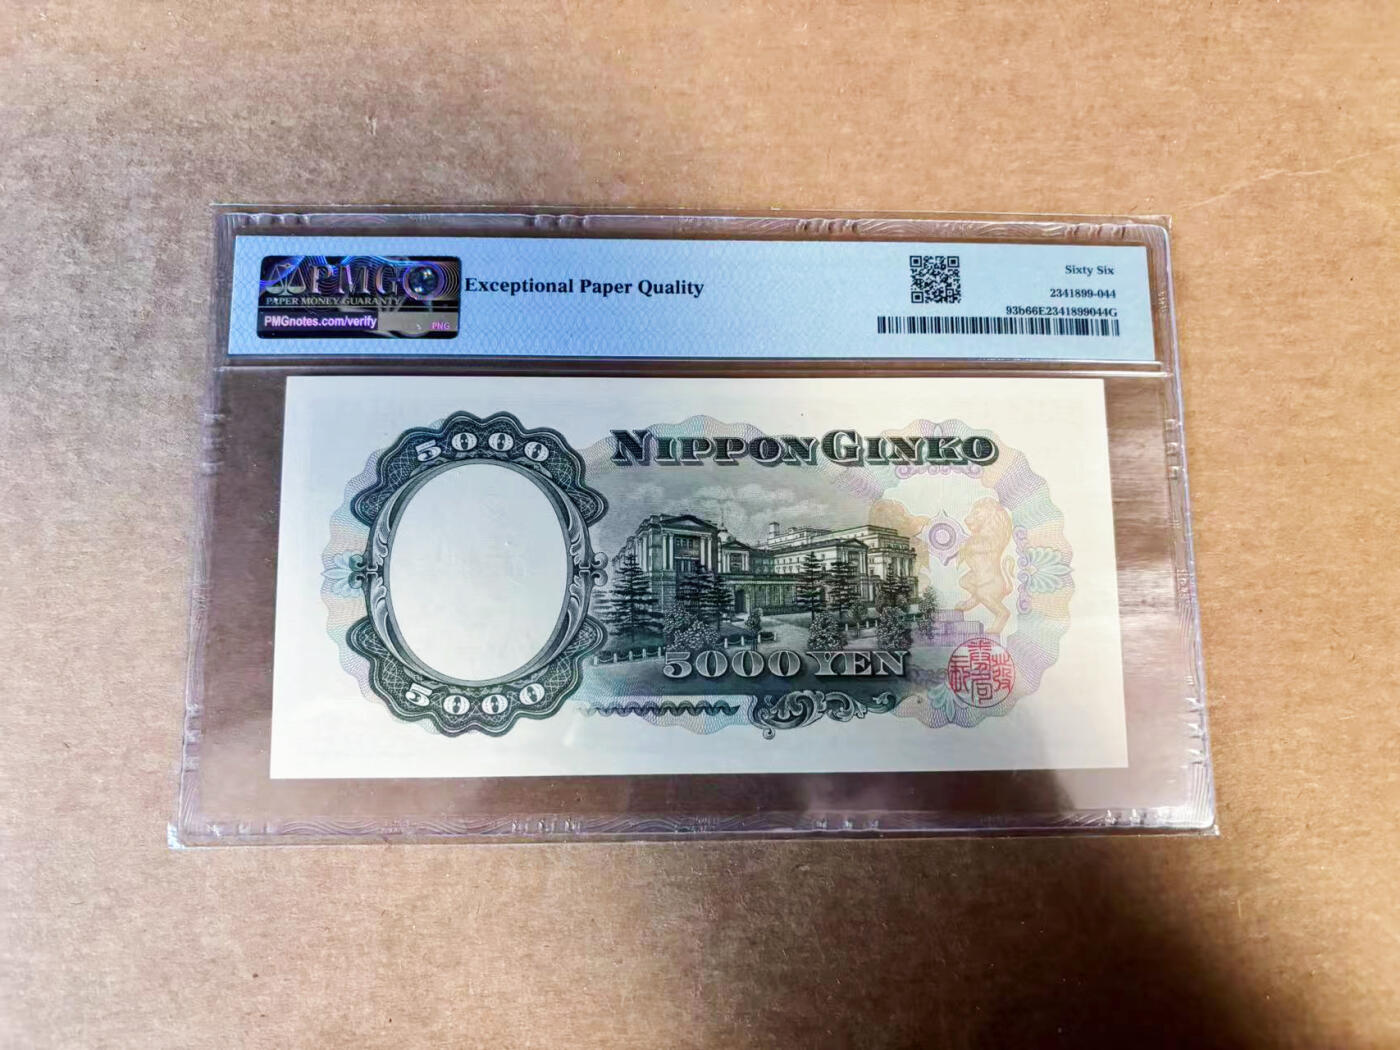 PMG
PAPER MONEY GUARANTY
PMGnotes.com/verify
PNG
Exceptional Paper Quality
Sixty Six
2341899-044
93b66E2341899044G
5000
NIPPON GINKO
5000 YEN
5000